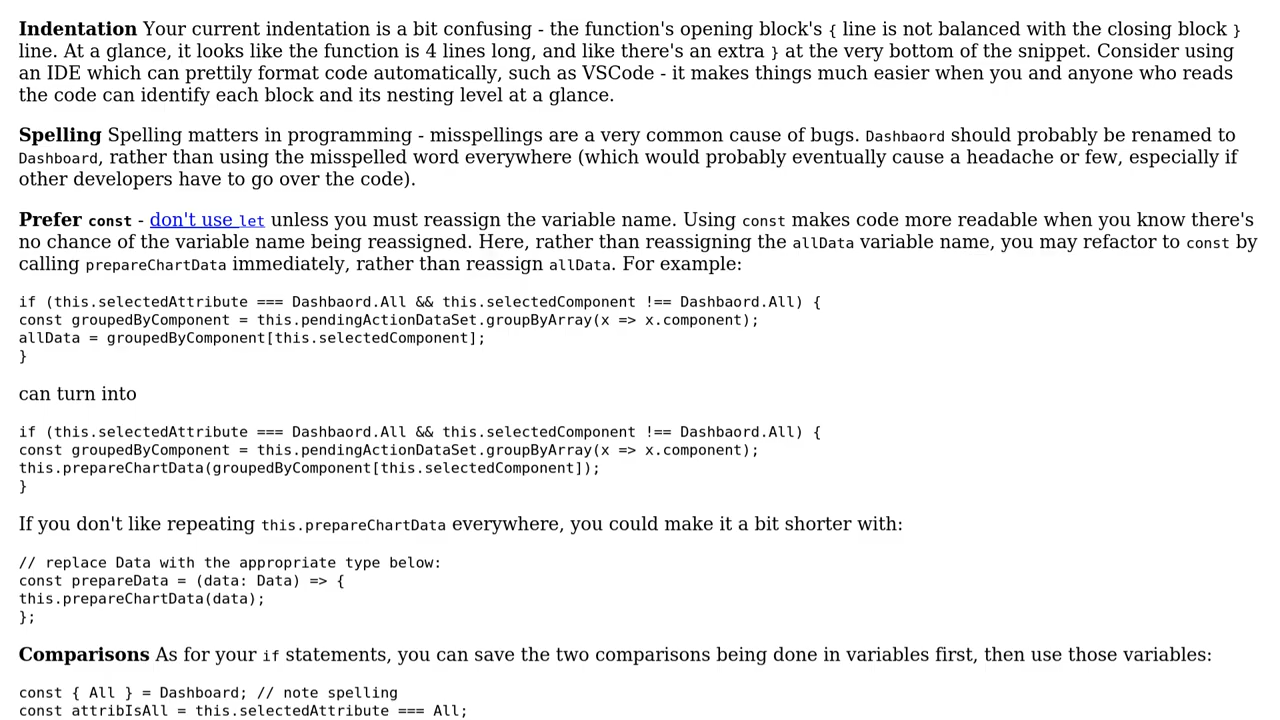 Indentation Your current indentation is a bit confusing - the function's opening block's { line is not balanced with the closing block }
line. At a glance, it looks like the function is 4 lines long, and like there's an extra } at the very bottom of the snippet. Consider using
an IDE which can prettily format code automatically, such as VSCode - it makes things much easier when you and anyone who reads
the code can identify each block and its nesting level at a glance.
Spelling Spelling matters in programming - misspellings are a very common cause of bugs. Dashbaord should probably be renamed to
Dashboard, rather than using the misspelled word everywhere (which would probably eventually cause a headache or few, especially if
other developers have to go over the code).
Prefer const - don't use let unless you must reassign the variable name. Using const makes code more readable when you know there's
no chance of the variable name being reassigned. Here, rather than reassigning the allData variable name, you may refactor to const by
calling prepareChartData immediately, rather than reassign allData. For example:
if (this.selectedAttribute === Dashbaord.All && this.selectedComponent !== Dashbaord.All) {
const groupedByComponent = this.pendingActionDataSet.groupByArray(x => x.component);
allData = groupedByComponent[this.selectedComponent];
}
can turn into
if (this.selectedAttribute === Dashbaord.All && this.selectedComponent !== Dashbaord.All) {
const groupedByComponent = this.pendingActionDataSet.groupByArray(x => x.component);
this.prepareChartData(groupedByComponent[this.selectedComponent]);
}
If you don't like repeating this.prepareChartData everywhere, you could make it a bit shorter with:
// replace Data with the appropriate type below:
const prepareData = (data: Data) => {
this.prepareChartData(data);
};
Comparisons As for your if statements, you can save the two comparisons being done in variables first, then use those variables:
const { All } = Dashboard; // note spelling
const attribIsAll = this.selectedAttribute === All;